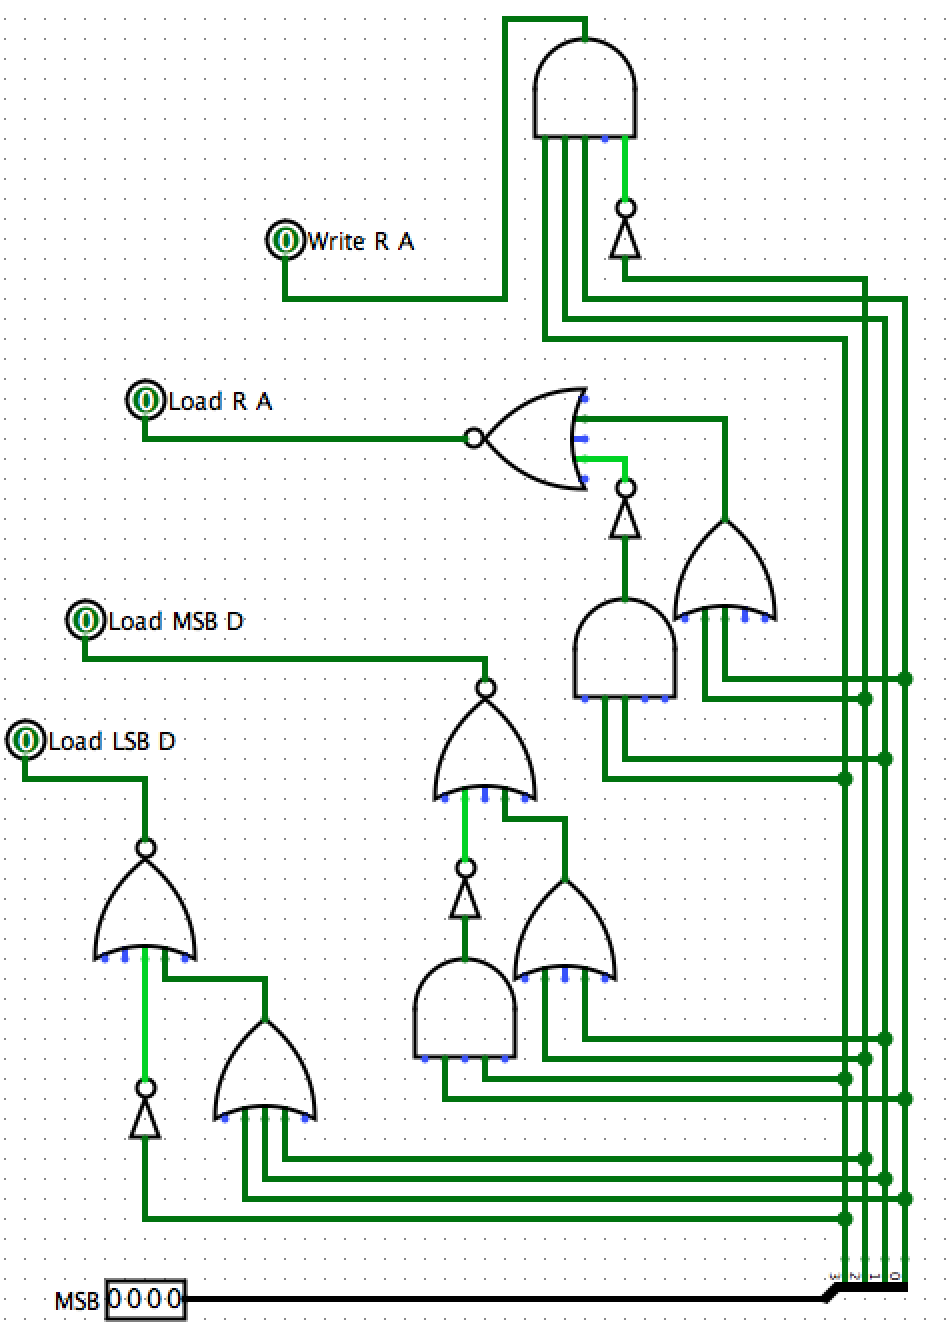 0 Write R A
0 Load R A
0 Load MSB D
0 Load LSB D
3 2 1 0
MSB 0000